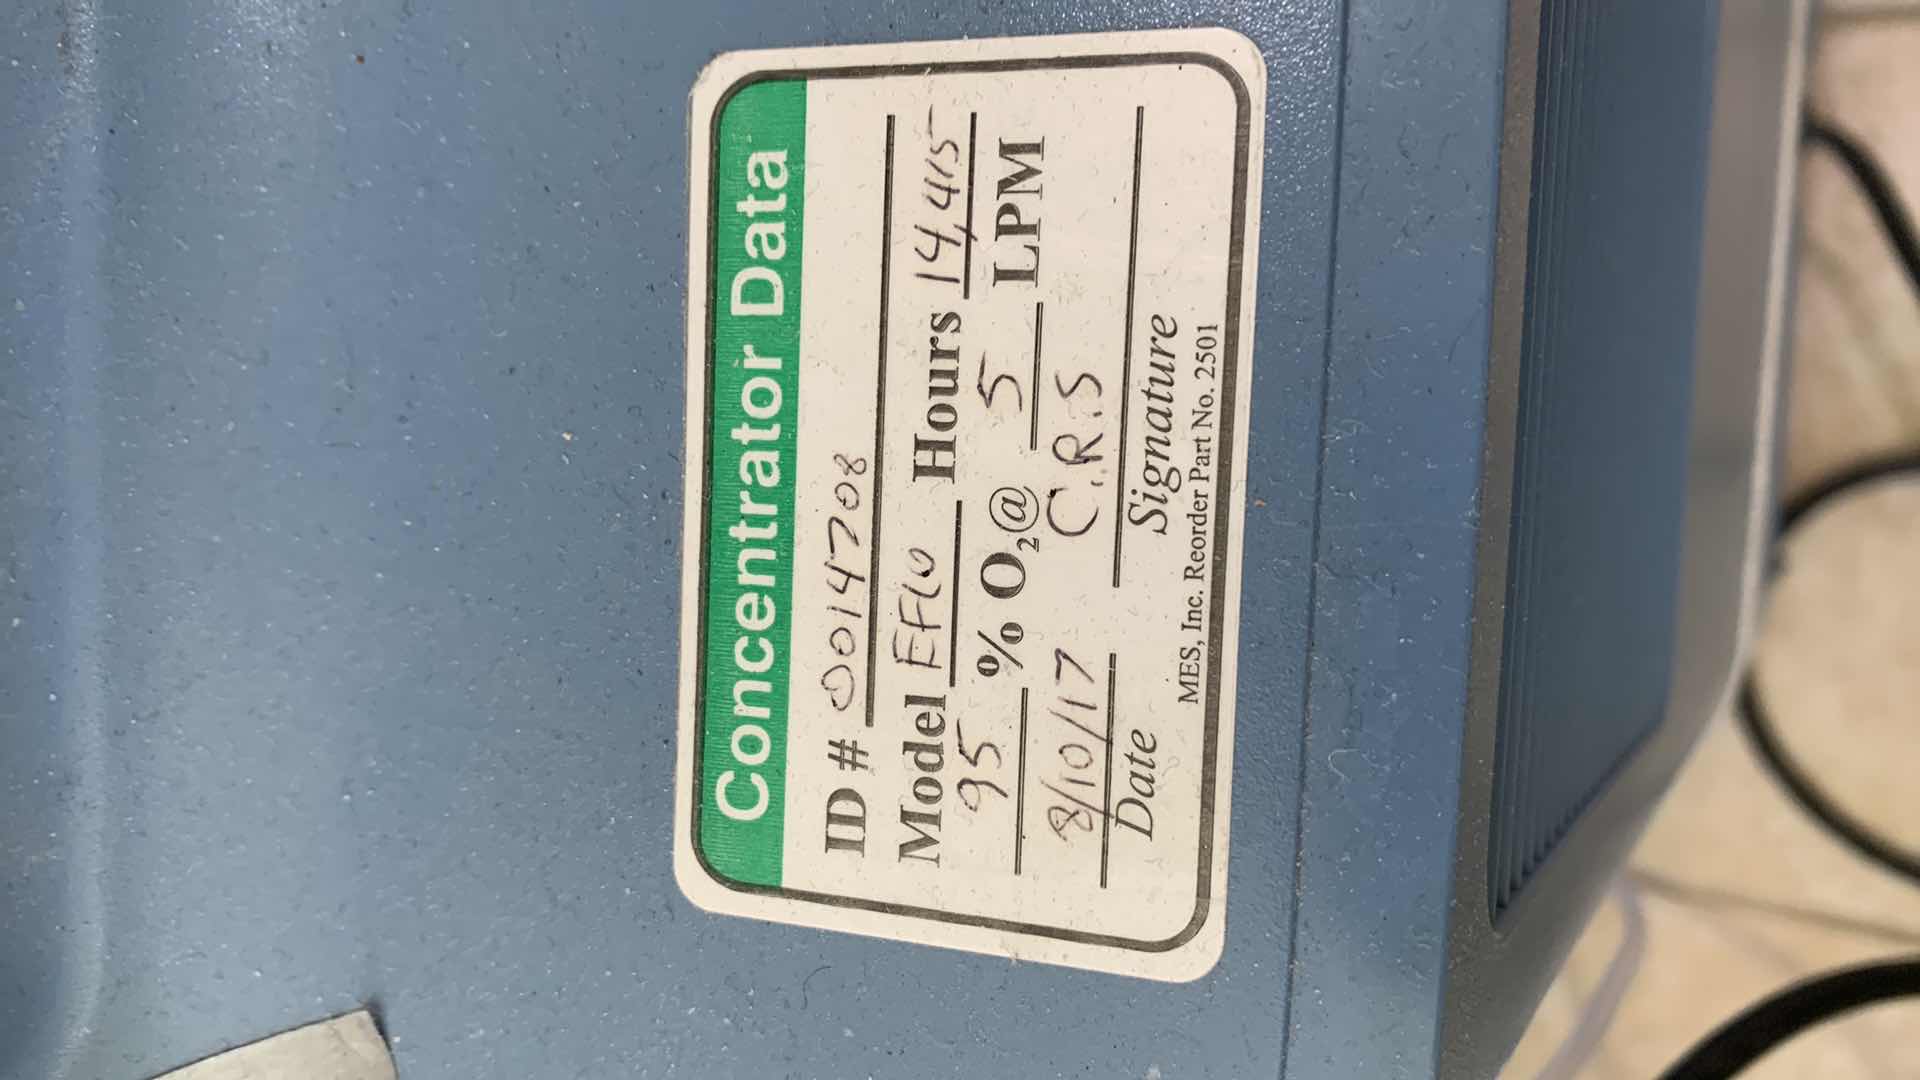 Concentrator Data
ID # 0014708
Model EFlo Hours 14,415
95 % O₂@ 5 LPM
8/10/17 C.R.S
Date Signature
MES, Inc. Reorder Part No. 2501